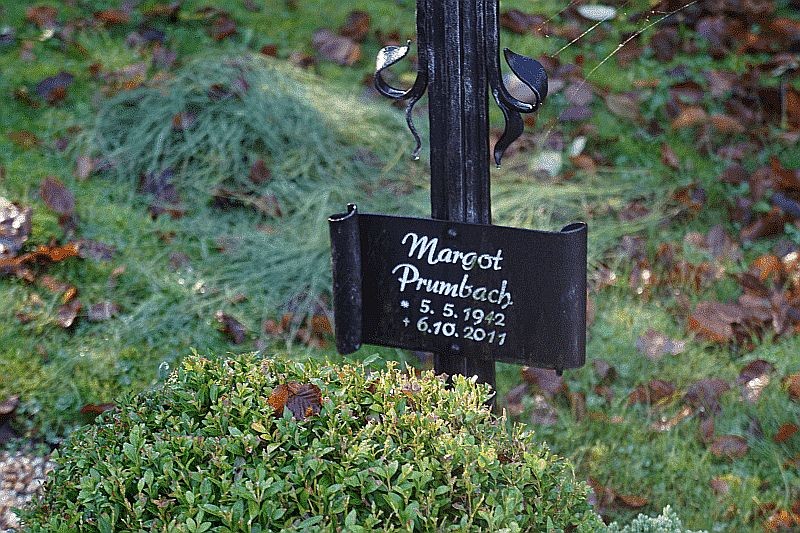 Margot
Prumbach
* 5. 5. 1942
+ 6.10. 2011